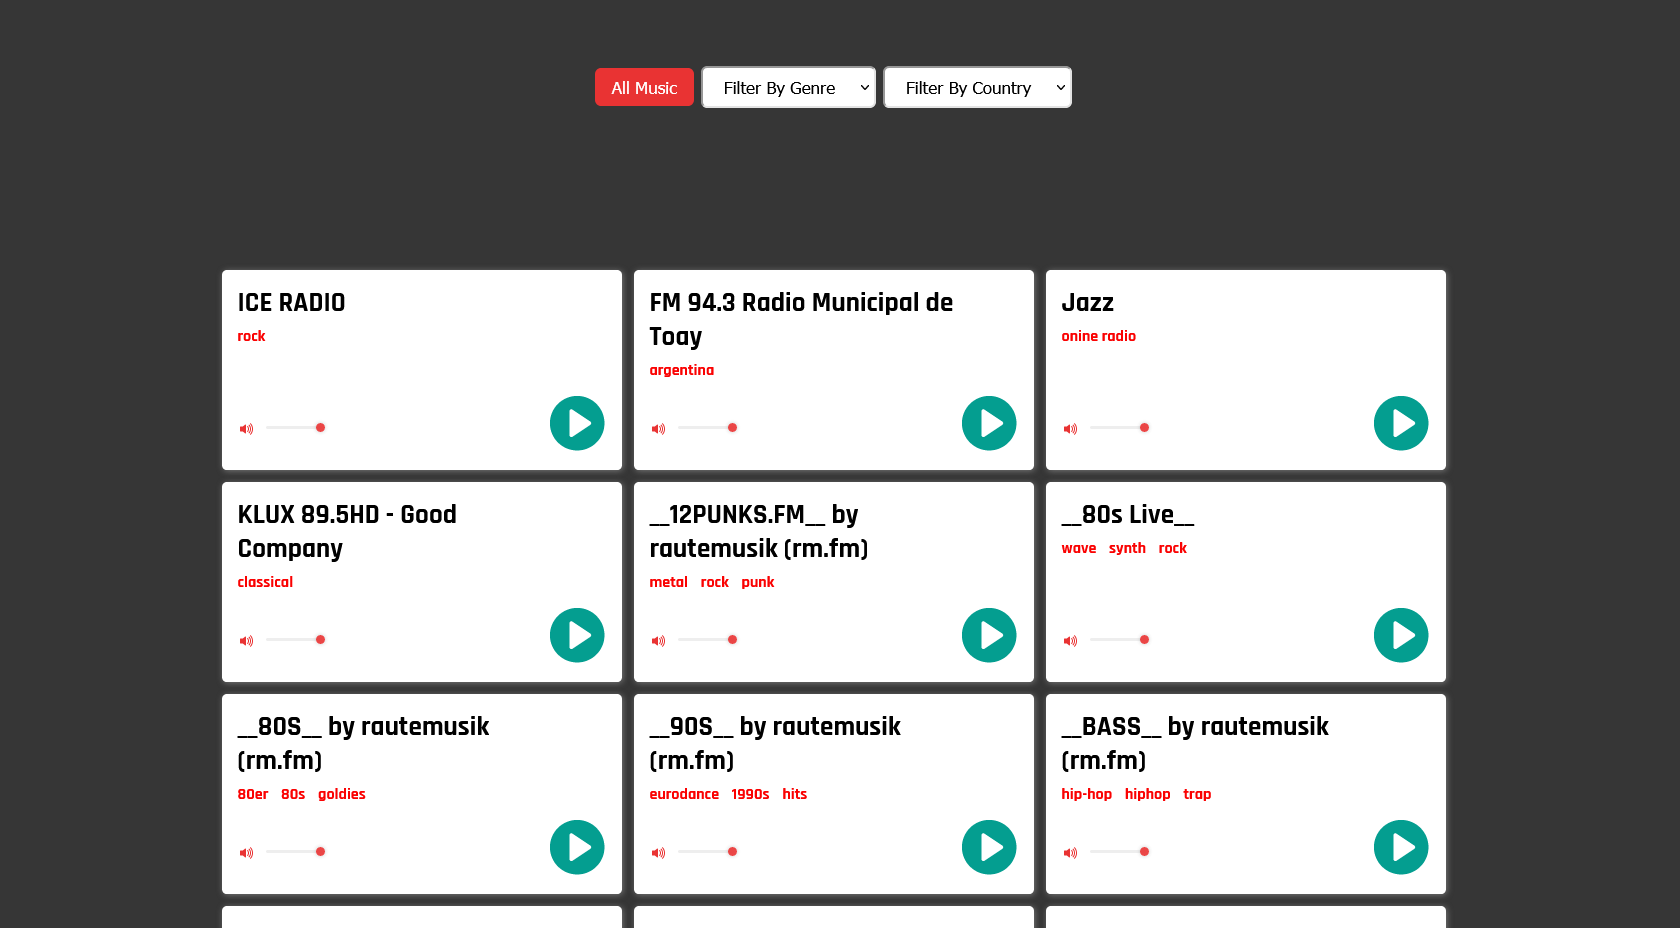 All Music Filter By Genre Filter By Country
ICE RADIO
rock
FM 94.3 Radio Municipal de
Toay
argentina
Jazz
onine radio
KLUX 89.5HD - Good
Company
classical
__12PUNKS.FM__ by
rautemusik (rm.fm)
metal rock punk
__80s Live__
wave synth rock
__80S__ by rautemusik
(rm.fm)
80er 80s goldies
__90S__ by rautemusik
(rm.fm)
eurodance 1990s hits
__BASS__ by rautemusik
(rm.fm)
hip-hop hiphop trap